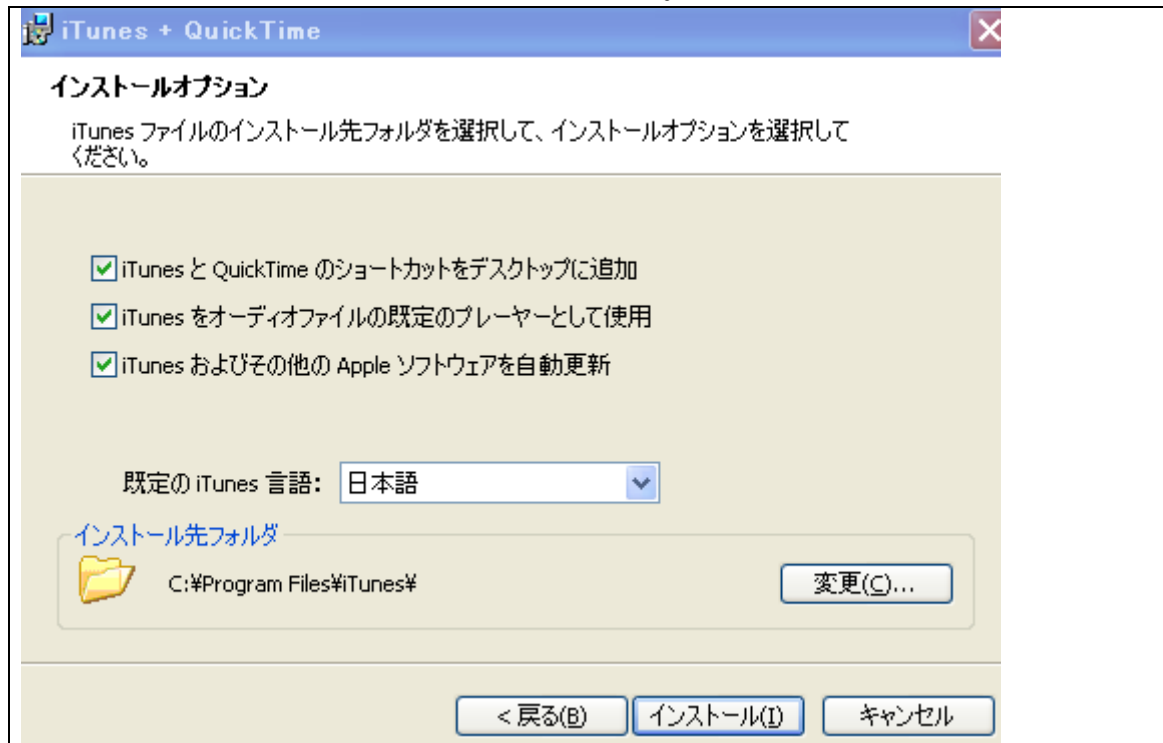 iTunes + QuickTime
インストールオプション
iTunes ファイルのインストール先フォルダを選択して、インストールオプションを選択して
ください。
iTunes と QuickTime のショートカットをデスクトップに追加
iTunes をオーディオファイルの既定のプレーヤーとして使用
iTunes およびその他の Apple ソフトウェアを自動更新
既定の iTunes 言語: 日本語
インストール先フォルダ
C:¥Program Files¥iTunes¥
変更(C)...
< 戻る(B) インストール(I) キャンセル